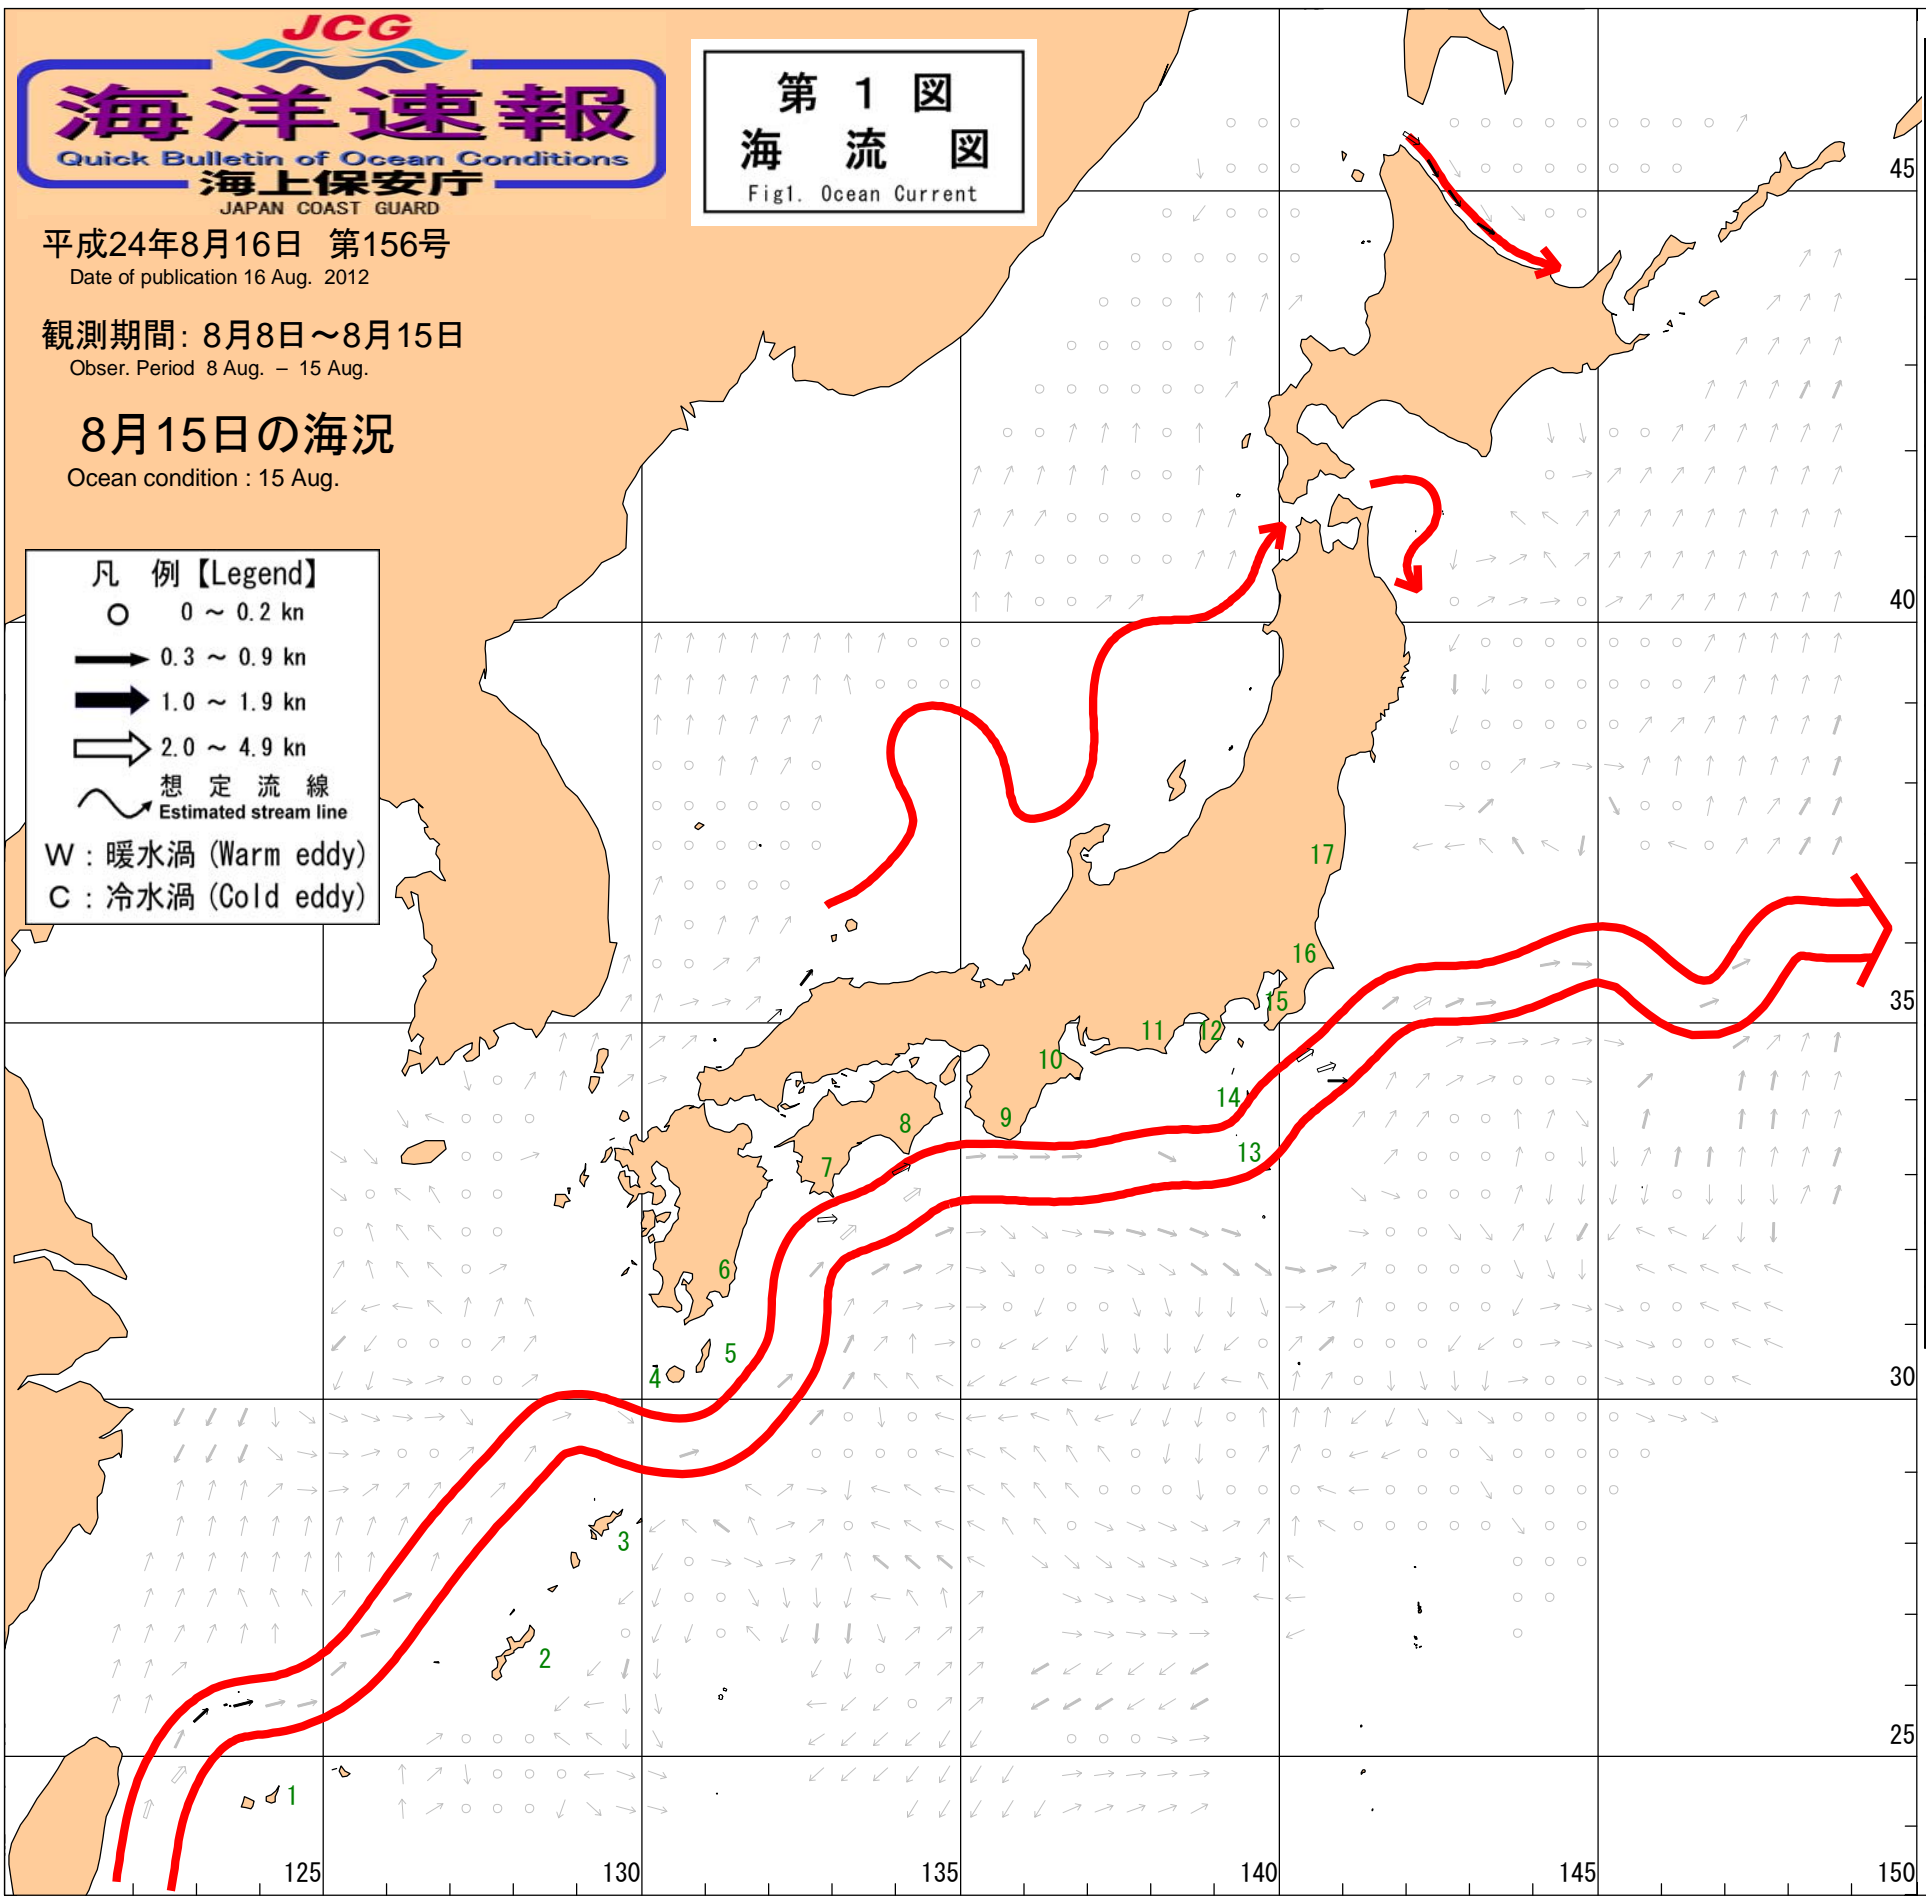 JCG
海洋速報
Quick Bulletin of Ocean Conditions
海上保安庁
JAPAN COAST GUARD
平成24年8月16日 第156号
Date of publication 16 Aug. 2012
観測期間: 8月8日～8月15日
Obser. Period 8 Aug. – 15 Aug.
8月15日の海況
Ocean condition : 15 Aug.
第 1 図
海 流 図
Fig1. Ocean Current
凡 例【Legend】
0 ～ 0.2 kn
0.3 ～ 0.9 kn
1.0 ～ 1.9 kn
2.0 ～ 4.9 kn
想 定 流 線
Estimated stream line
W : 暖水渦 (Warm eddy)
C : 冷水渦 (Cold eddy)
45
40
17
16
35
15
11
12
10
14
8
9
13
7
6
5
4
30
3
2
25
1
125
130
135
140
145
150